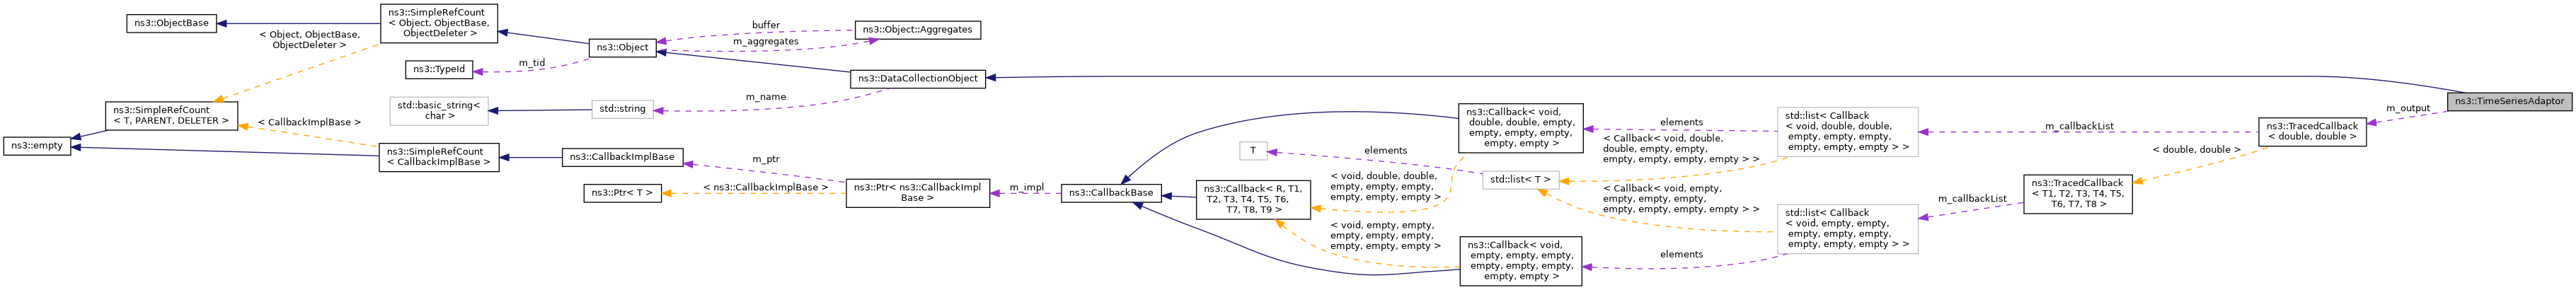 ns3::ObjectBase
ns3::SimpleRefCount
< Object, ObjectBase,
ObjectDeleter >
< Object, ObjectBase,
ObjectDeleter >
ns3::TypeId
m_tid
ns3::Object
buffer
m_aggregates
ns3::Object::Aggregates
ns3::DataCollectionObject
m_name
std::basic_string<
char >
std::string
ns3::SimpleRefCount
< T, PARENT, DELETER >
< CallbackImplBase >
ns3::empty
ns3::SimpleRefCount
< CallbackImplBase >
ns3::CallbackImplBase
m_ptr
ns3::Ptr< T >
< ns3::CallbackImplBase >
ns3::Ptr< ns3::CallbackImpl
Base >
m_impl
ns3::CallbackBase
ns3::Callback< R, T1,
T2, T3, T4, T5, T6,
T7, T8, T9 >
T
elements
< void, double, double,
empty, empty, empty,
empty, empty, empty >
< void, empty, empty,
empty, empty, empty,
empty, empty, empty >
ns3::Callback< void,
double, double, empty,
empty, empty, empty,
empty, empty >
ns3::Callback< void,
empty, empty, empty,
empty, empty, empty,
empty, empty >
std::list< T >
elements
< Callback< void, double,
double, empty, empty,
empty, empty, empty, empty > >
< Callback< void, empty,
empty, empty, empty,
empty, empty, empty, empty > >
elements
std::list< Callback
< void, double, double,
empty, empty, empty,
empty, empty, empty > >
std::list< Callback
< void, empty, empty,
empty, empty, empty,
empty, empty, empty > >
m_callbackList
m_callbackList
ns3::TracedCallback
< T1, T2, T3, T4, T5,
T6, T7, T8 >
< double, double >
ns3::TracedCallback
< double, double >
m_output
ns3::TimeSeriesAdaptor